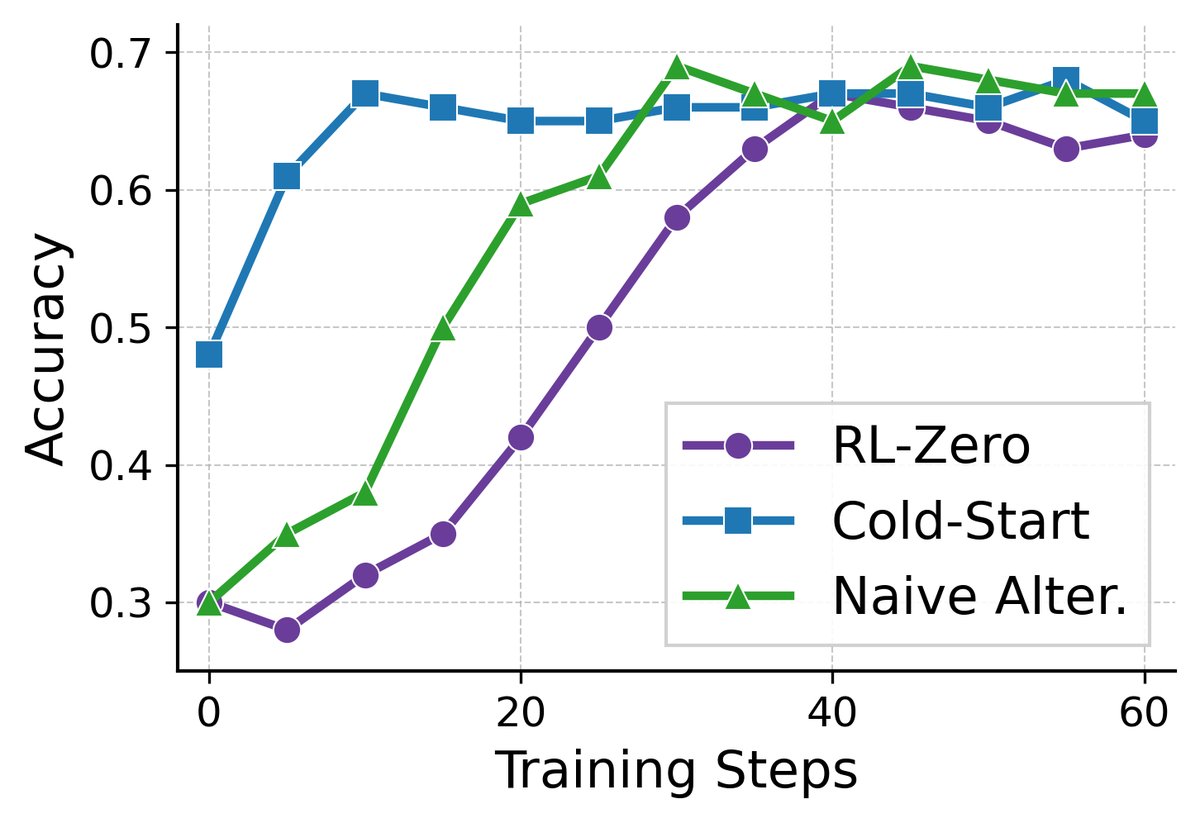 0.7
0.6
0.5
0.4
0.3
Accuracy
RL-Zero
Cold-Start
Naive Alter.
0 20 40 60
Training Steps